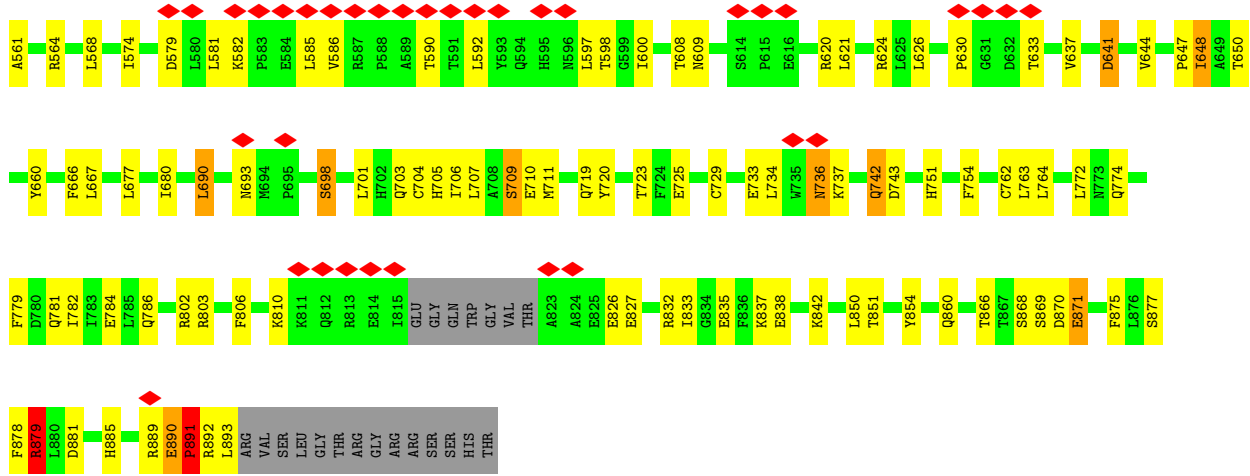 A561 R564 L568 I574 D579 L580 L581 K582 P583 E584 L585 V586 R587 P588 A589 T590 T591 L592 Y593 Q594 H595 N596 L597 T598 G599 I600 T608 N609 S614 P615 E616 R620 L621 R624 L625 L626 P630 G631 D632 T633 V637 D641 V644 P647 I648 A649 T650
Y660 F666 L667 L677 I680 L690 N693 M694 P695 S698 L701 H702 Q703 C704 H705 I706 L707 A708 S709 E710 M711 Q719 Y720 T723 F724 E725 C729 E733 L734 W735 N736 K737 Q742 D743 H751 F754 C762 L763 L764 L772 N773 Q774
F779 D780 Q781 I782 I783 E784 L785 Q786 R802 R803 F806 K810 K811 Q812 R813 E814 I815 GLU GLY GLN TRP GLY VAL THR A823 A824 E825 E826 E827 R832 I833 G834 E835 F836 K837 E838 K842 L850 T851 Y854 Q860 T866 T867 S868 S869 D870 E871 F875 L876 S877
F878 R879 L880 D881 H885 R889 E890 P891 R892 L893 ARG VAL SER LEU GLY THR ARG GLY ARG ARG SER SER HIS THR